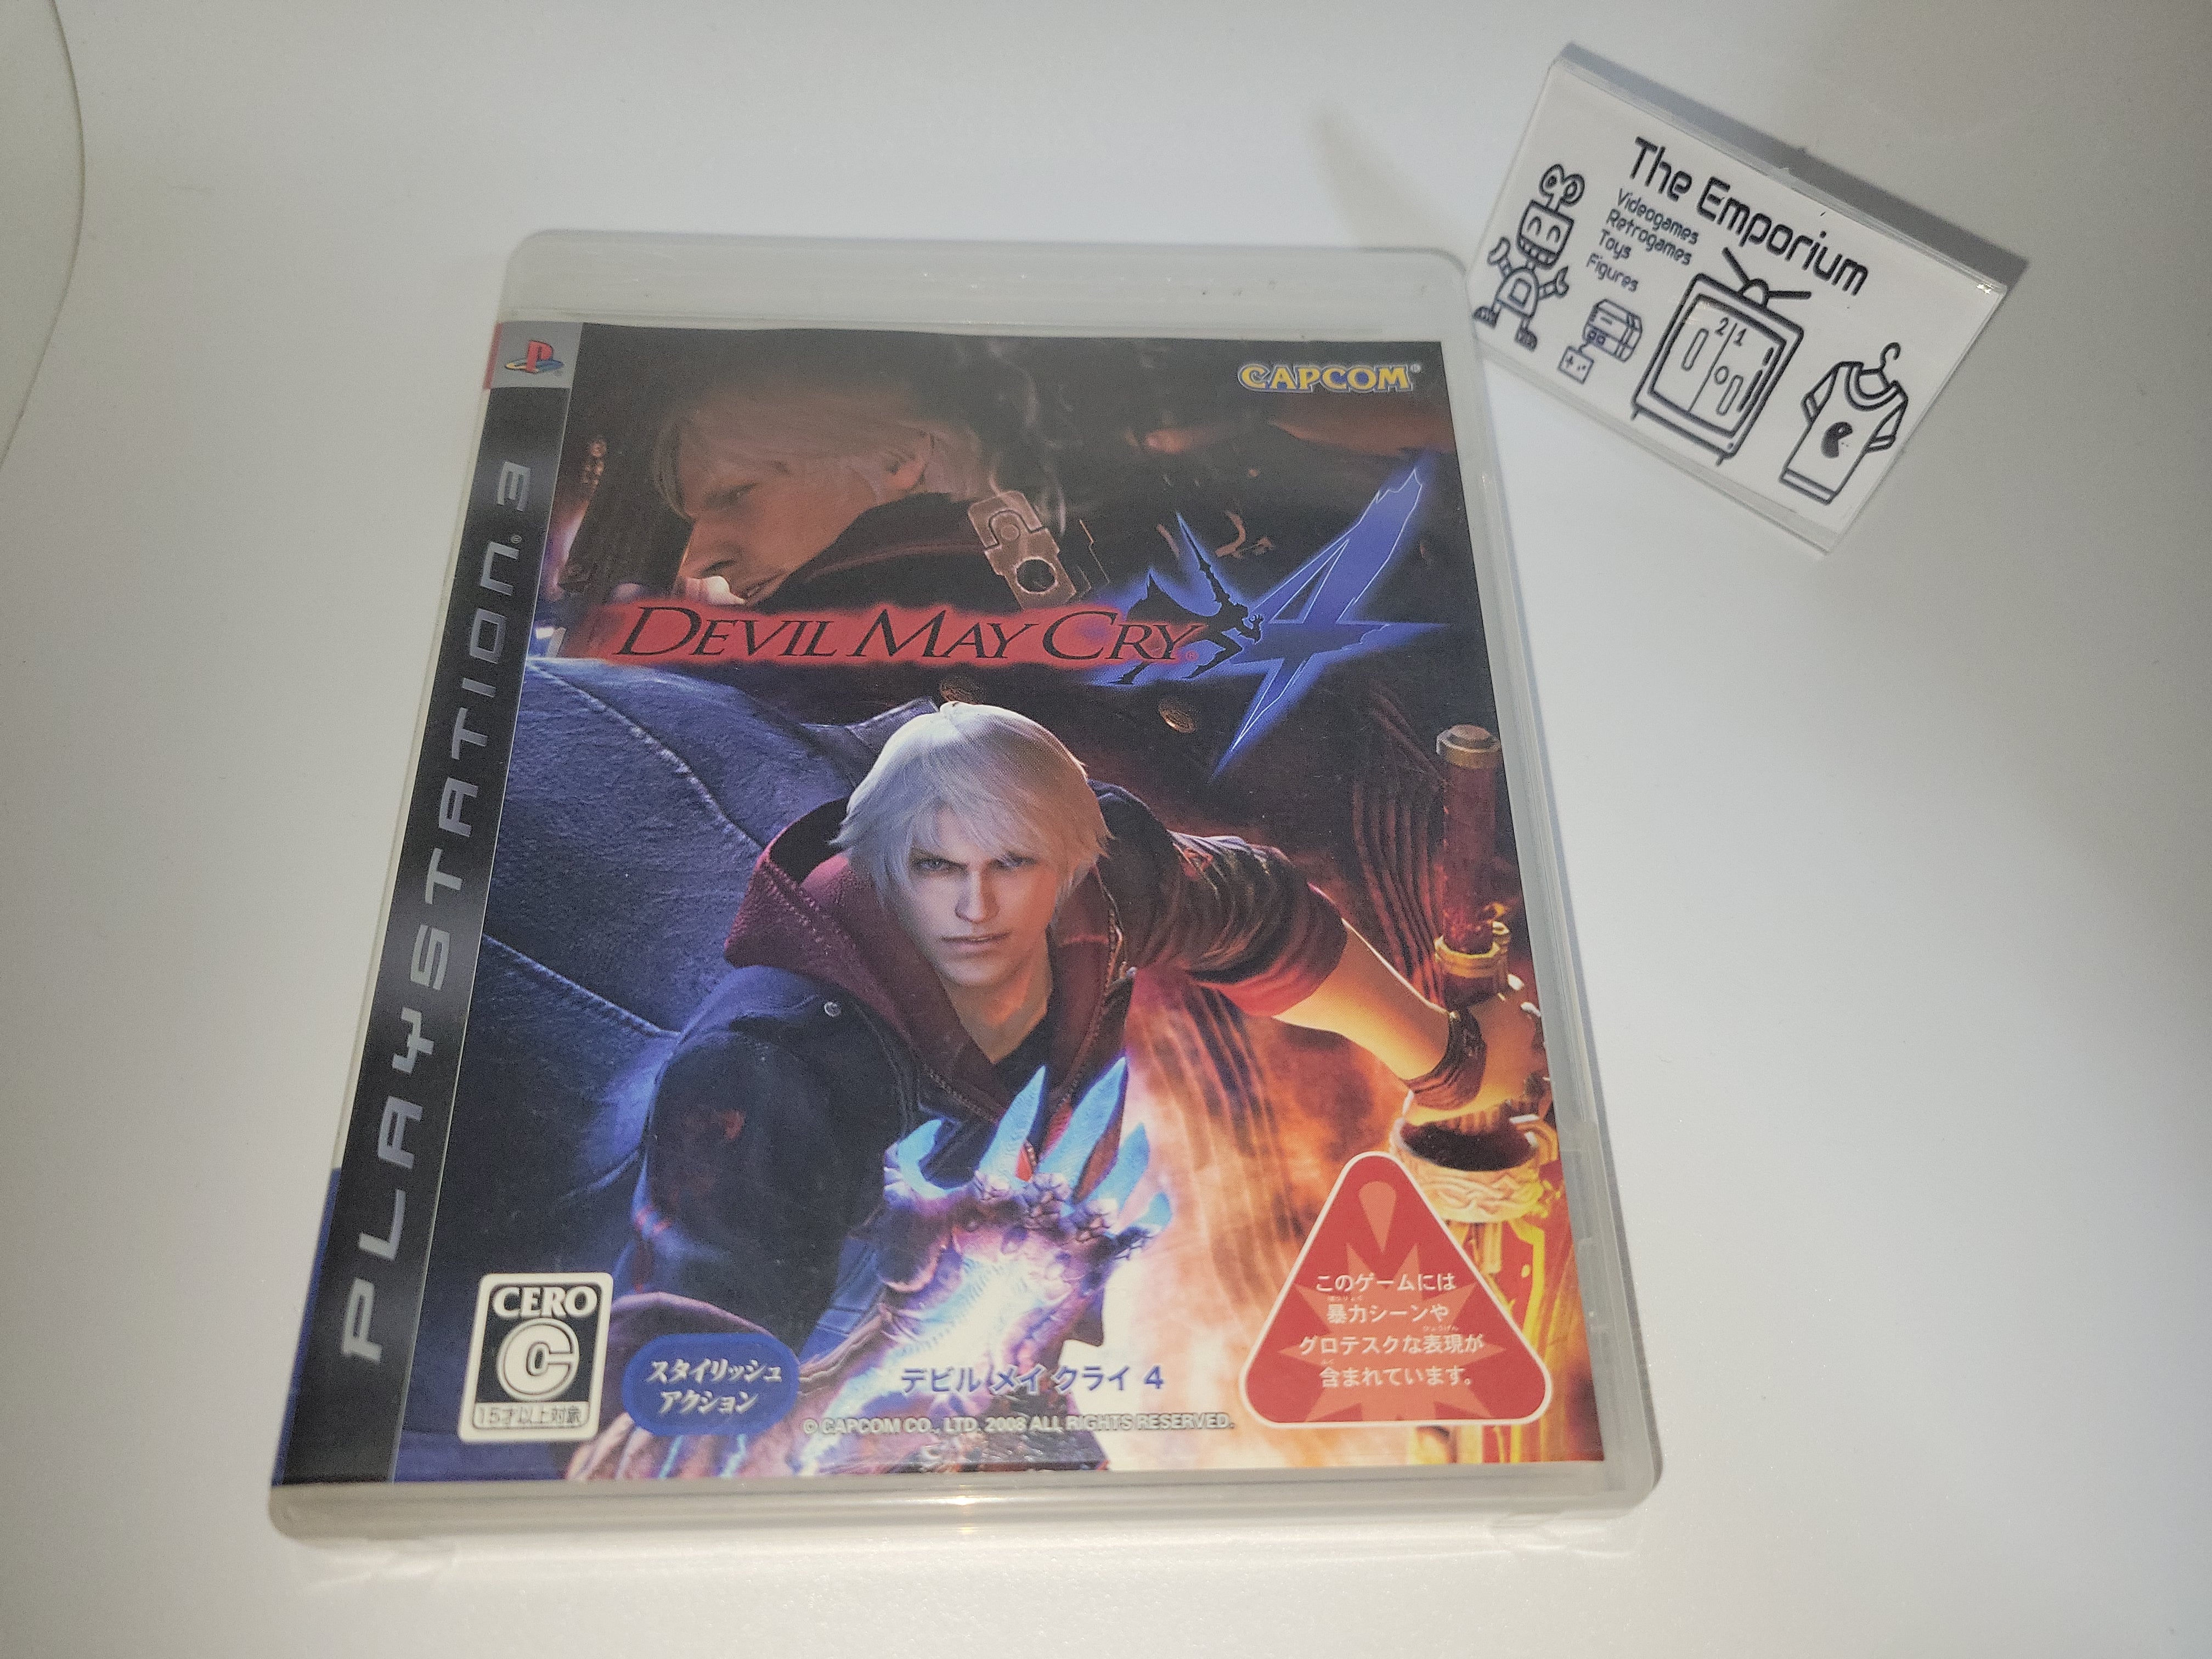 The Emporium
Videogames
Retrogames
Toys
Figures
2 1
PLAYSTATION 3
CAPCOM
DEVIL MAY CRY 4
CERO
C
15才以上対象
スタイリッシュ
アクション
デビル メイ クライ 4
© CAPCOM CO., LTD. 2008 ALL RIGHTS RESERVED.
このゲームには
暴力シーンや
グロテスクな表現が
含まれています。